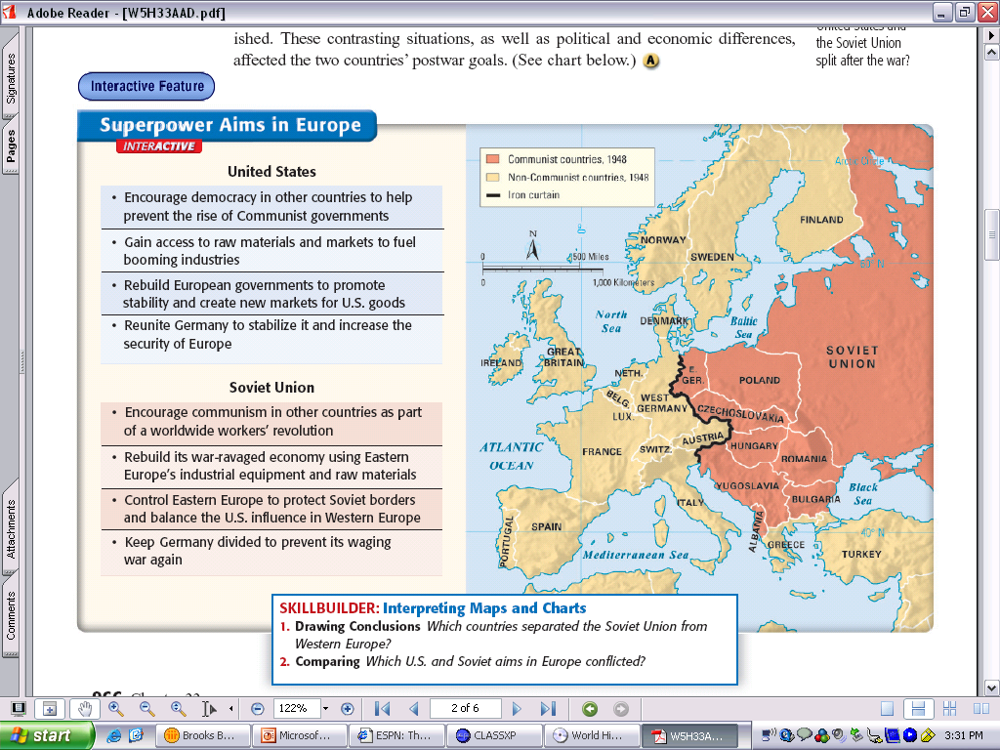 Adobe Reader - [W5H33AAD.pdf]
ished. These contrasting situations, as well as political and economic differences,
affected the two countries' postwar goals. (See chart below.) A
United States and
the Soviet Union
split after the war?
Signatures
Pages
Attachments
Comments
Interactive Feature
Superpower Aims in Europe
INTERACTIVE
United States
• Encourage democracy in other countries to help
prevent the rise of Communist governments
• Gain access to raw materials and markets to fuel
booming industries
• Rebuild European governments to promote
stability and create new markets for U.S. goods
• Reunite Germany to stabilize it and increase the
security of Europe
Soviet Union
• Encourage communism in other countries as part
of a worldwide workers' revolution
• Rebuild its war-ravaged economy using Eastern
Europe's industrial equipment and raw materials
• Control Eastern Europe to protect Soviet borders
and balance the U.S. influence in Western Europe
• Keep Germany divided to prevent its waging
war again
Communist countries, 1948
Non-Communist countries, 1948
Iron curtain
Arctic Circle
N
0 500 Miles
0 1,000 Kilometers
FINLAND
NORWAY
SWEDEN
North
Sea
DENMARK
Baltic
Sea
SOVIET
UNION
IRELAND
GREAT
BRITAIN
NETH.
E.
GER.
POLAND
BELG.
LUX.
WEST
GERMANY
CZECHOSLOVAKIA
ATLANTIC
OCEAN
FRANCE
SWITZ.
AUSTRIA
HUNGARY
ROMANIA
YUGOSLAVIA
BULGARIA
Black
Sea
ITALY
PORTUGAL
SPAIN
ALBANIA
GREECE
40° N
TURKEY
Mediterranean Sea
SKILLBUILDER: Interpreting Maps and Charts
1. Drawing Conclusions Which countries separated the Soviet Union from
Western Europe?
2. Comparing Which U.S. and Soviet aims in Europe conflicted?
122%
2 of 6
start
Brooks B...
Microsof...
ESPN: Th...
CLASSXP
World Hi...
W5H33AA...
3:31 PM